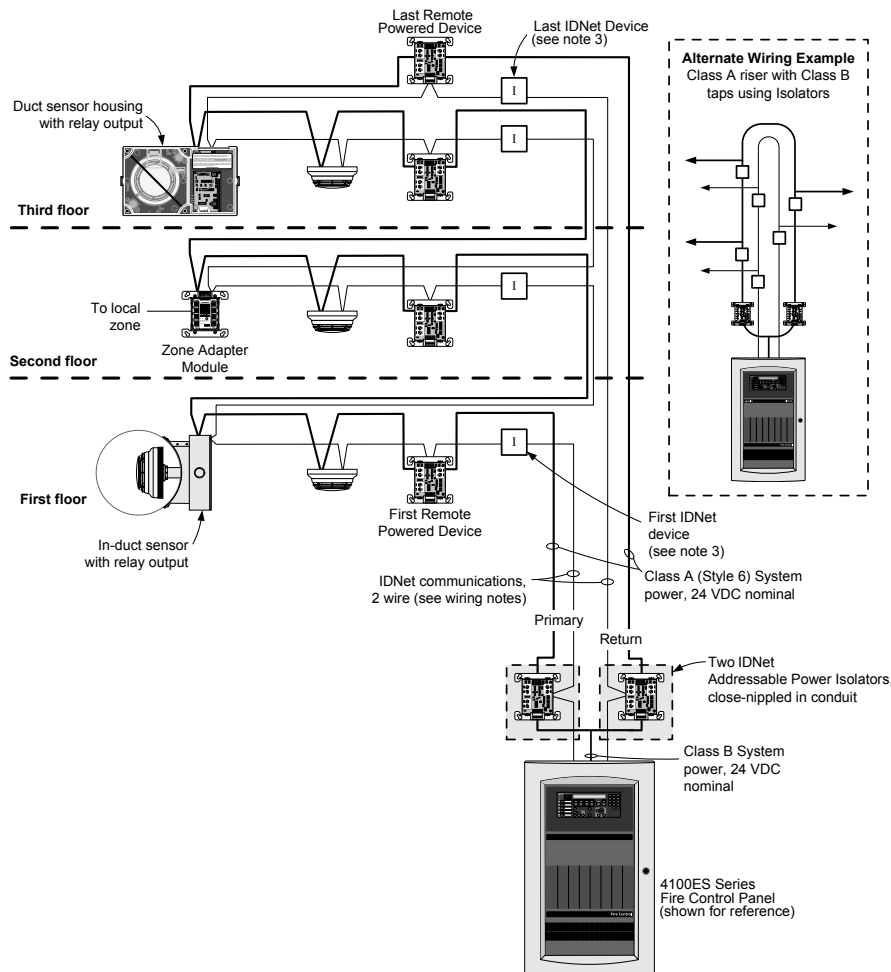 Last Remote
Powered Device
Last IDNet Device
(see note 3)
Alternate Wiring Example
Class A riser with Class B
taps using Isolators
Duct sensor housing
with relay output
I
I
Third floor
I
To local
zone
Zone Adapter
Module
Second floor
I
First floor
First Remote
Powered Device
In-duct sensor
with relay output
First IDNet
device
(see note 3)
IDNet communications,
2 wire (see wiring notes)
Class A (Style 6) System
power, 24 VDC nominal
Primary
Return
Two IDNet
Addressable Power Isolators,
close-nippled in conduit
Class B System
power, 24 VDC
nominal
4100ES Series
Fire Control Panel
(shown for reference)
Fire Control